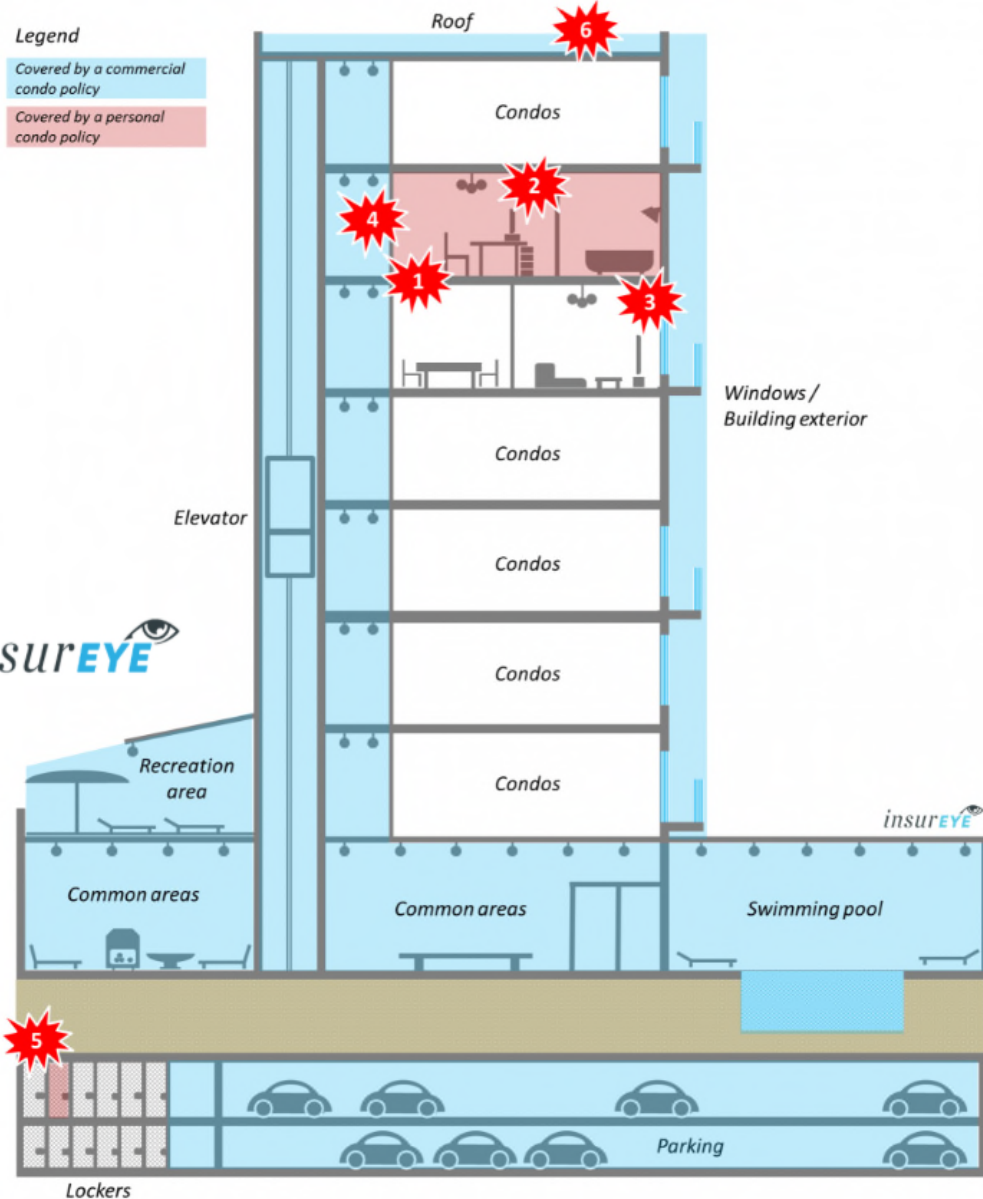 Roof
6
Legend
Covered by a commercial
condo policy
Covered by a personal
condo policy
Condos
2
4
1
3
Windows /
Building exterior
Condos
Elevator
Condos
surEYE
Condos
Recreation
area
Condos
insurEYE
Common areas
Common areas
Swimming pool
5
Parking
Lockers